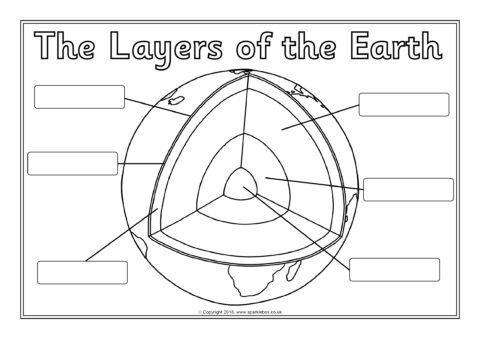 The Layers of the Earth
© Copyright 2016, www.sparklebox.co.uk